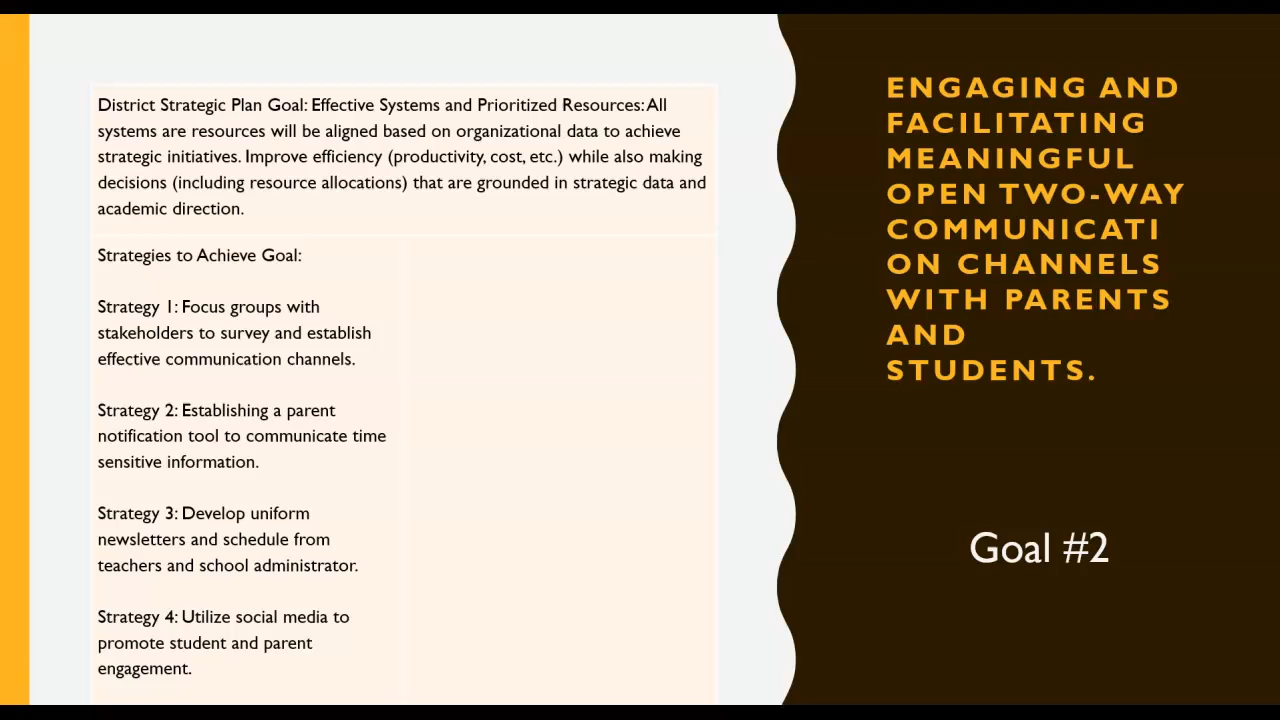 District Strategic Plan Goal: Effective Systems and Prioritized Resources: All
systems are resources will be aligned based on organizational data to achieve
strategic initiatives. Improve efficiency (productivity, cost, etc.) while also making
decisions (including resource allocations) that are grounded in strategic data and
academic direction.
Strategies to Achieve Goal:
Strategy 1: Focus groups with
stakeholders to survey and establish
effective communication channels.
Strategy 2: Establishing a parent
notification tool to communicate time
sensitive information.
Strategy 3: Develop uniform
newsletters and schedule from
teachers and school administrator.
Strategy 4: Utilize social media to
promote student and parent
engagement.
ENGAGING AND
FACILITATING
MEANINGFUL
OPEN TWO-WAY
COMMUNICATI
ON CHANNELS
WITH PARENTS
AND
STUDENTS.
Goal #2